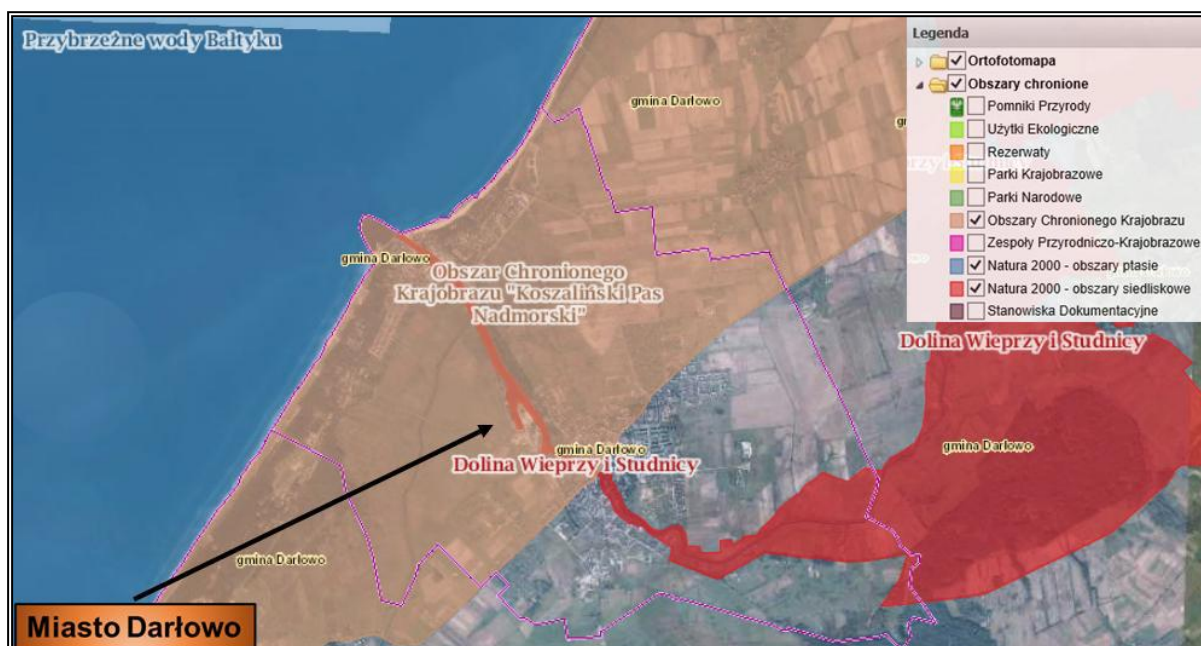 Przybrzeżne wody Bałtyku
gmina Darłowo
gmina Darłowo
Obszar Chronionego
Krajobrazu "Koszaliński Pas
Nadmorski"
gmina Darłowo
Dolina Wieprzy i Studnicy
gmina Darłowo
Dolina Wieprzy i Studnicy
gmina Darłowo
Miasto Darłowo
Legenda
Ortofotomapa
Obszary chronione
Pomniki Przyrody
Użytki Ekologiczne
Rezerwaty
Parki Krajobrazowe
Parki Narodowe
Obszary Chronionego Krajobrazu
Zespoły Przyrodniczo-Krajobrazowe
Natura 2000 - obszary ptasie
Natura 2000 - obszary siedliskowe
Stanowiska Dokumentacyjne